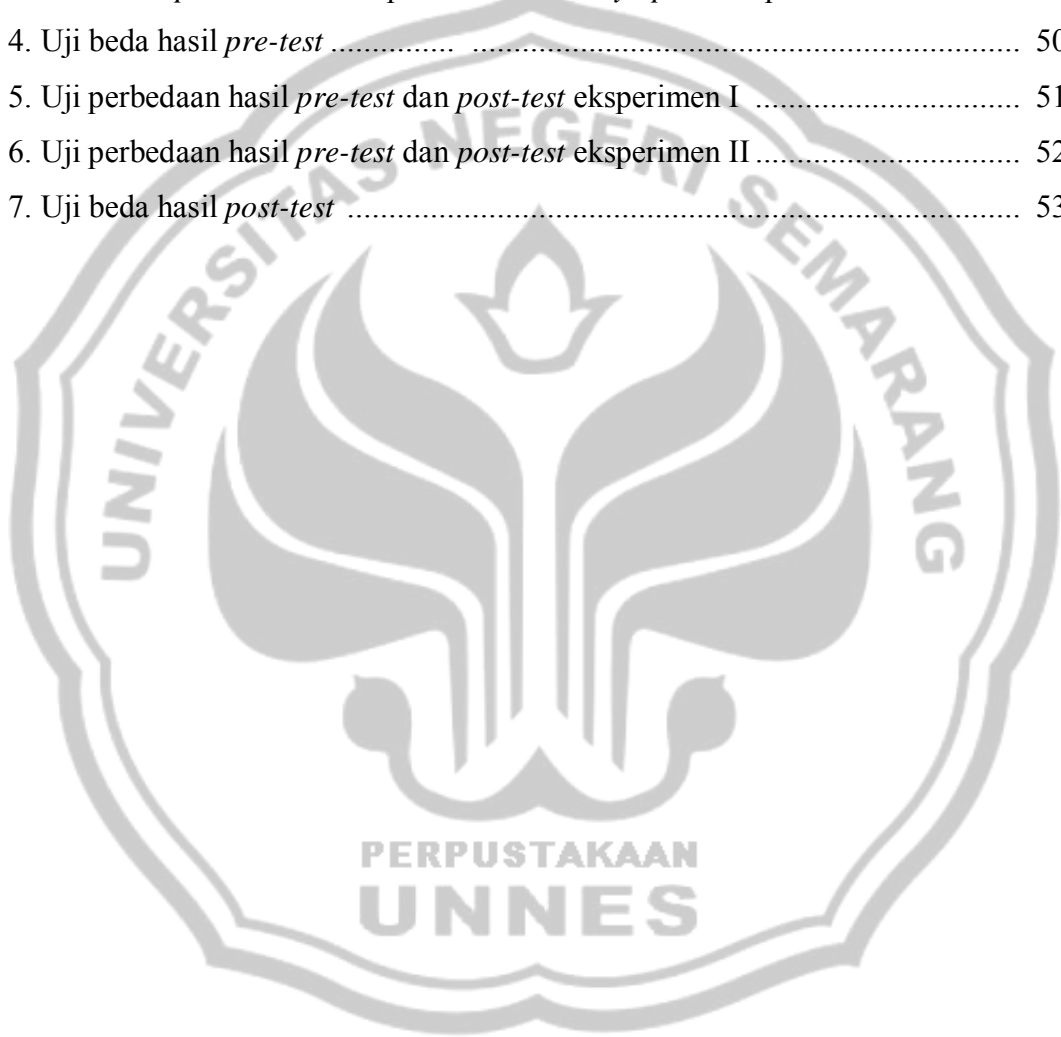 4. Uji beda hasil pre-test ............... .................................................................. 50
5. Uji perbedaan hasil pre-test dan post-test eksperimen I ................................ 51
6. Uji perbedaan hasil pre-test dan post-test eksperimen II ................................ 52
7. Uji beda hasil post-test ................................................................................ 53
UNIVERSITAS NEGERI SEMARANG
PERPUSTAKAAN
UNNES